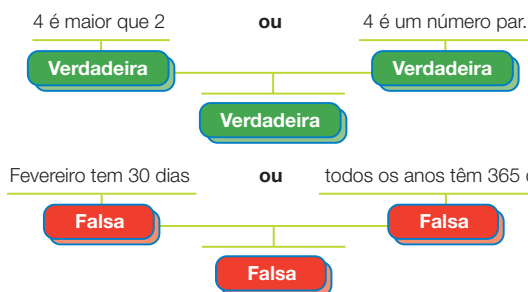 4 é maior que 2 ou 4 é um número par.
Verdadeira Verdadeira
Verdadeira
Fevereiro tem 30 dias ou todos os anos têm 365
Falsa Falsa
Falsa